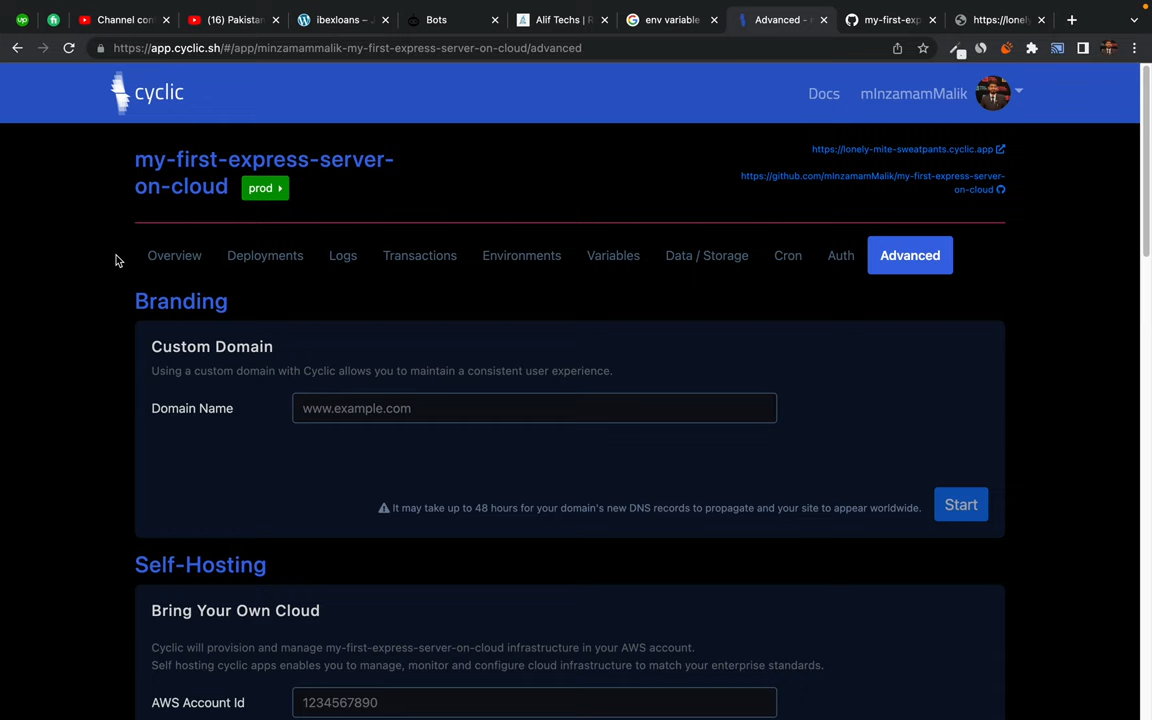 Channel con
(16) Pakistan
ibexloans – J
Bots
Alif Techs | R
env variable
Advanced -
my-first-exp
https://lonely
https://app.cyclic.sh/#/app/minzamammalik-my-first-express-server-on-cloud/advanced
cyclic
Docs
mInzamamMalik
my-first-express-server-
on-cloud
prod
https://lonely-mite-sweatpants.cyclic.app
https://github.com/mInzamamMalik/my-first-express-server-
on-cloud
Overview
Deployments
Logs
Transactions
Environments
Variables
Data / Storage
Cron
Auth
Advanced
Branding
Custom Domain
Using a custom domain with Cyclic allows you to maintain a consistent user experience.
Domain Name
www.example.com
It may take up to 48 hours for your domain's new DNS records to propagate and your site to appear worldwide.
Start
Self-Hosting
Bring Your Own Cloud
Cyclic will provision and manage my-first-express-server-on-cloud infrastructure in your AWS account.
Self hosting cyclic apps enables you to manage, monitor and configure cloud infrastructure to match your enterprise standards.
AWS Account Id
1234567890